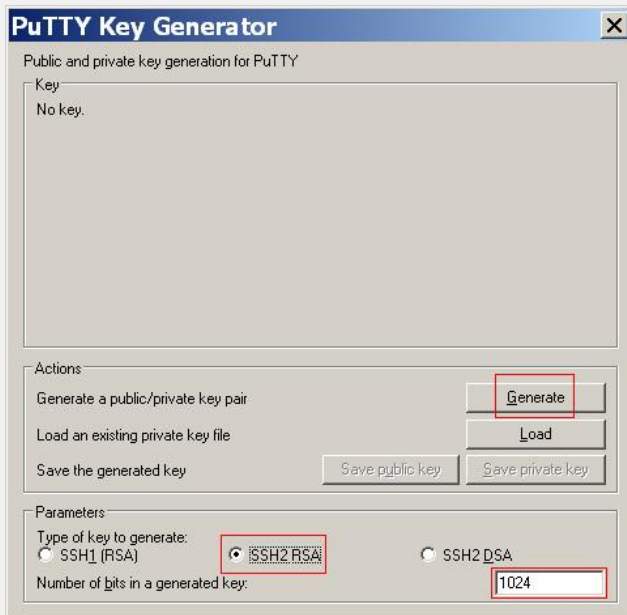 PuTTY Key Generator
Public and private key generation for PuTTY
Key
No key.
Actions
Generate a public/private key pair
Generate
Load an existing private key file
Load
Save the generated key
Save public key
Save private key
Parameters
Type of key to generate:
SSH1 (RSA)
SSH2 RSA
SSH2 DSA
Number of bits in a generated key:
1024